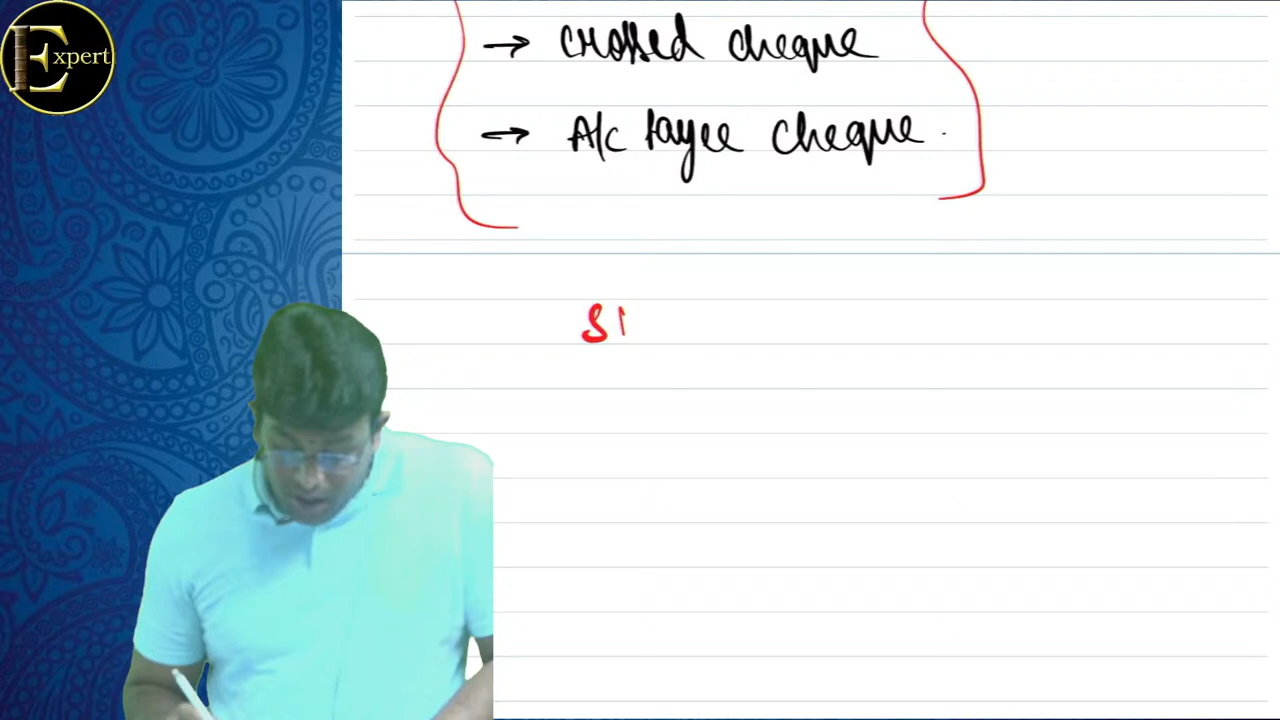 Expert
→ crossed cheque
→ A/c Payee cheque.
S